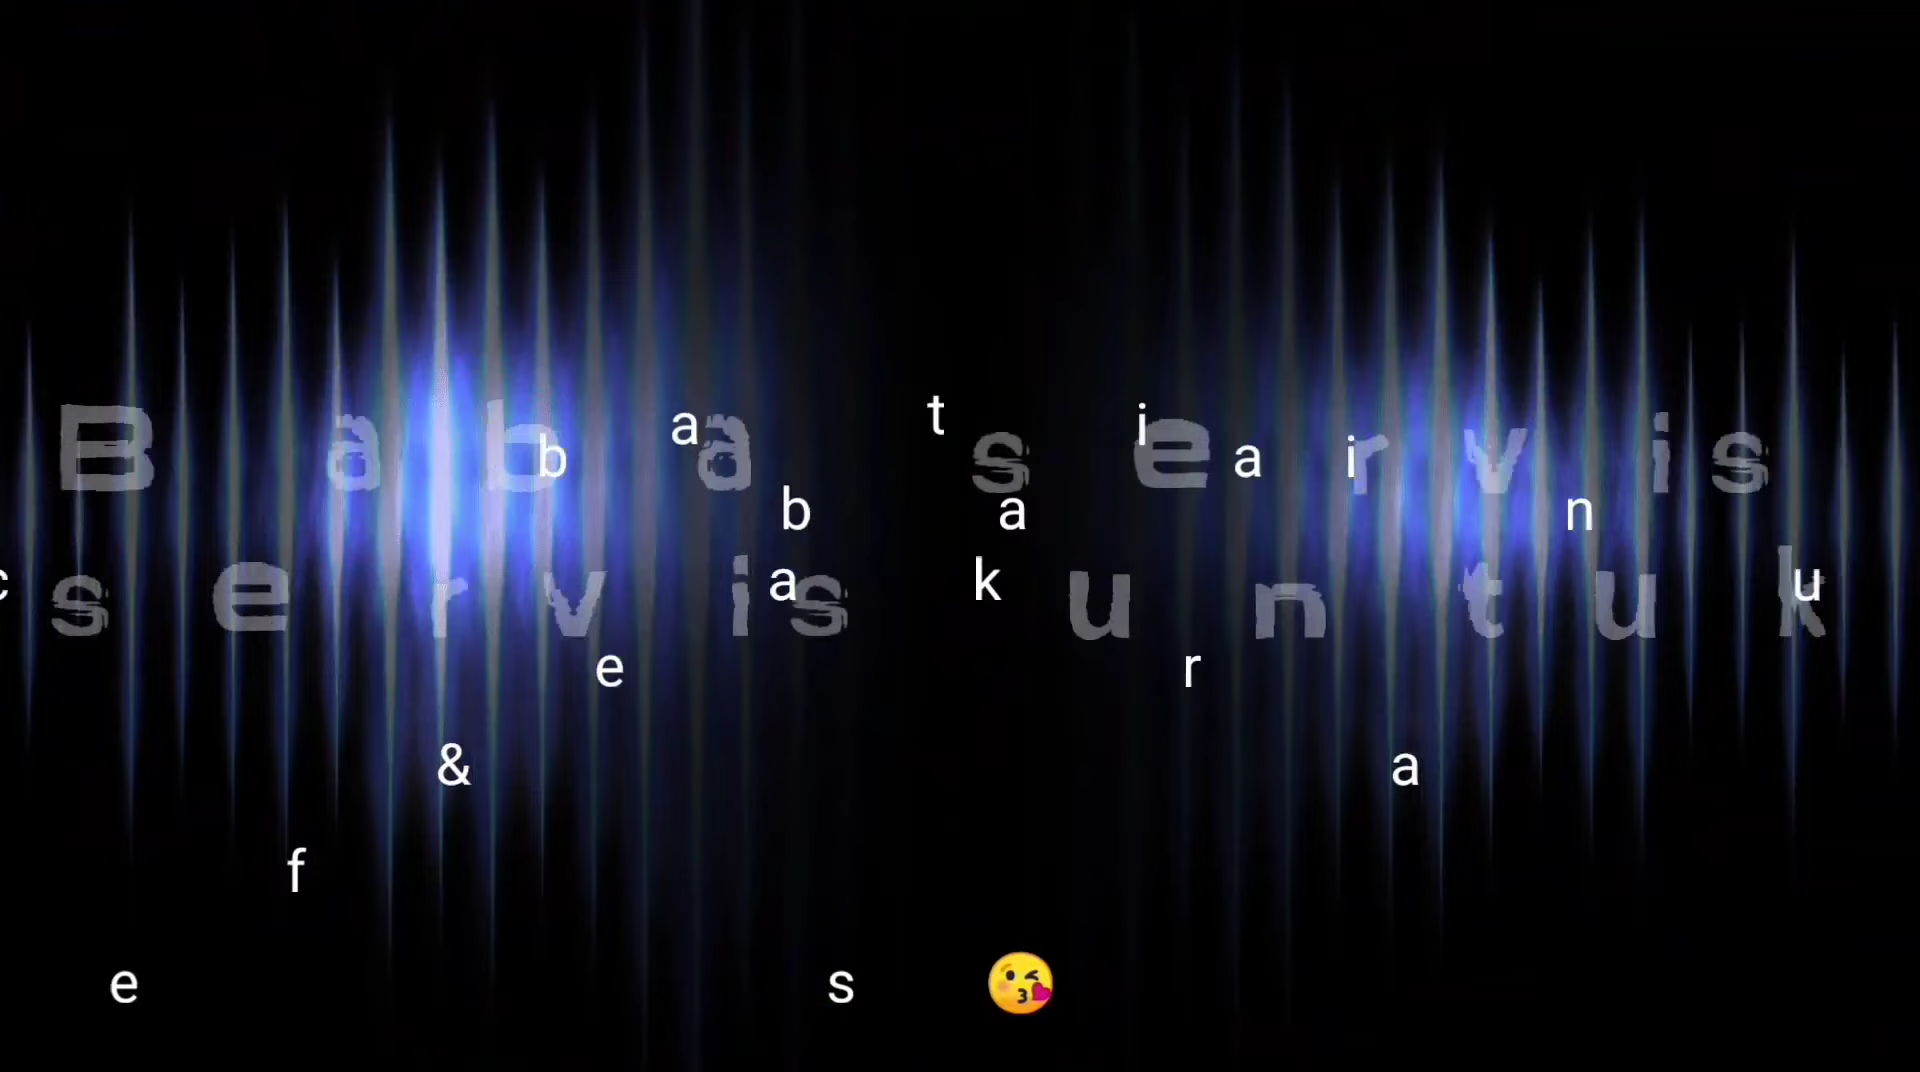 Baba servis
servis untuk
b a t i a i
b a n
c a k u
e r
& a
f
e s 😘